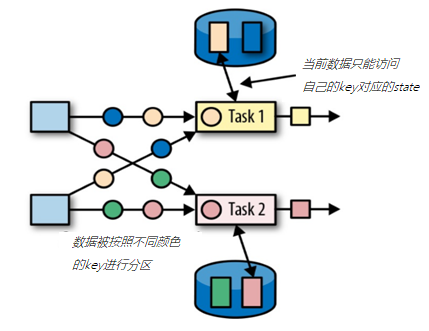 当前数据只能访问
自己的key对应的state
Task 1
Task 2
数据被按照不同颜色
的key进行分区